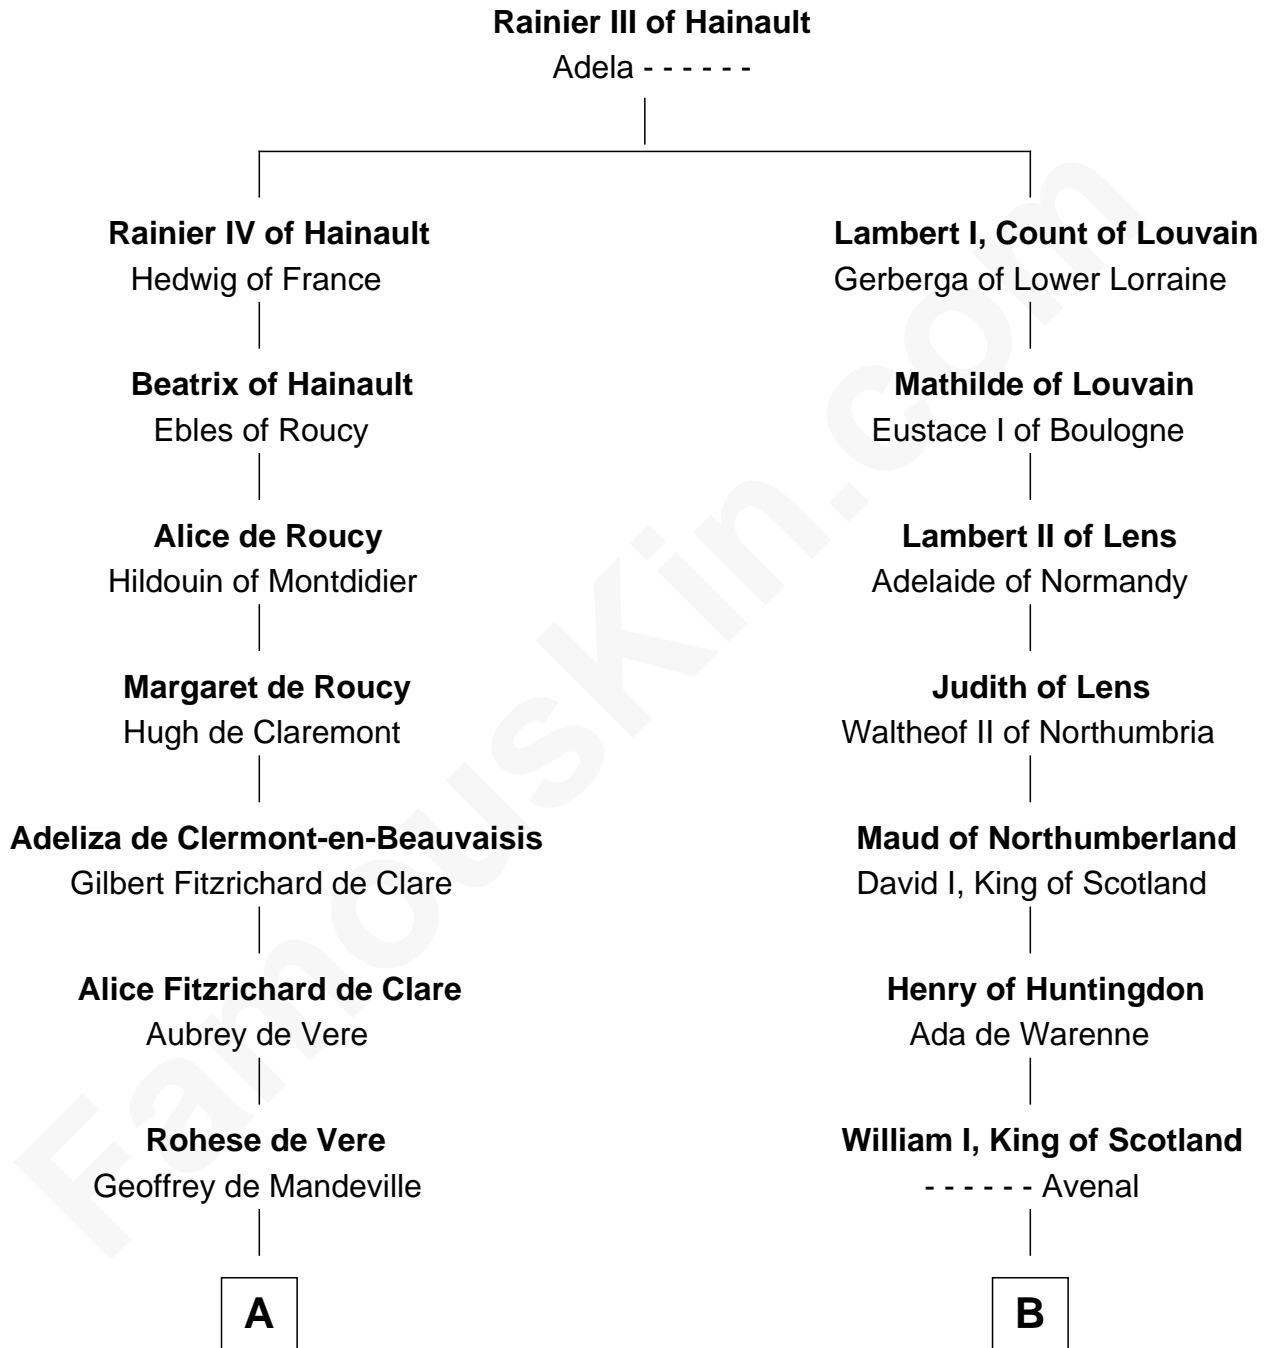 Rainier III of Hainault
Adela - - - - - -
Rainier IV of Hainault
Hedwig of France
Beatrix of Hainault
Ebles of Roucy
Alice de Roucy
Hildouin of Montdidier
Margaret de Roucy
Hugh de Claremont
Adeliza de Clermont-en-Beauvaisis
Gilbert Fitzrichard de Clare
Alice Fitzrichard de Clare
Aubrey de Vere
Rohese de Vere
Geoffrey de Mandeville
A
Lambert I, Count of Louvain
Gerberga of Lower Lorraine
Mathilde of Louvain
Eustace I of Boulogne
Lambert II of Lens
Adelaide of Normandy
Judith of Lens
Waltheof II of Northumbria
Maud of Northumberland
David I, King of Scotland
Henry of Huntingdon
Ada de Warenne
William I, King of Scotland
- - - - - - Avenal
B
FamousKin.com